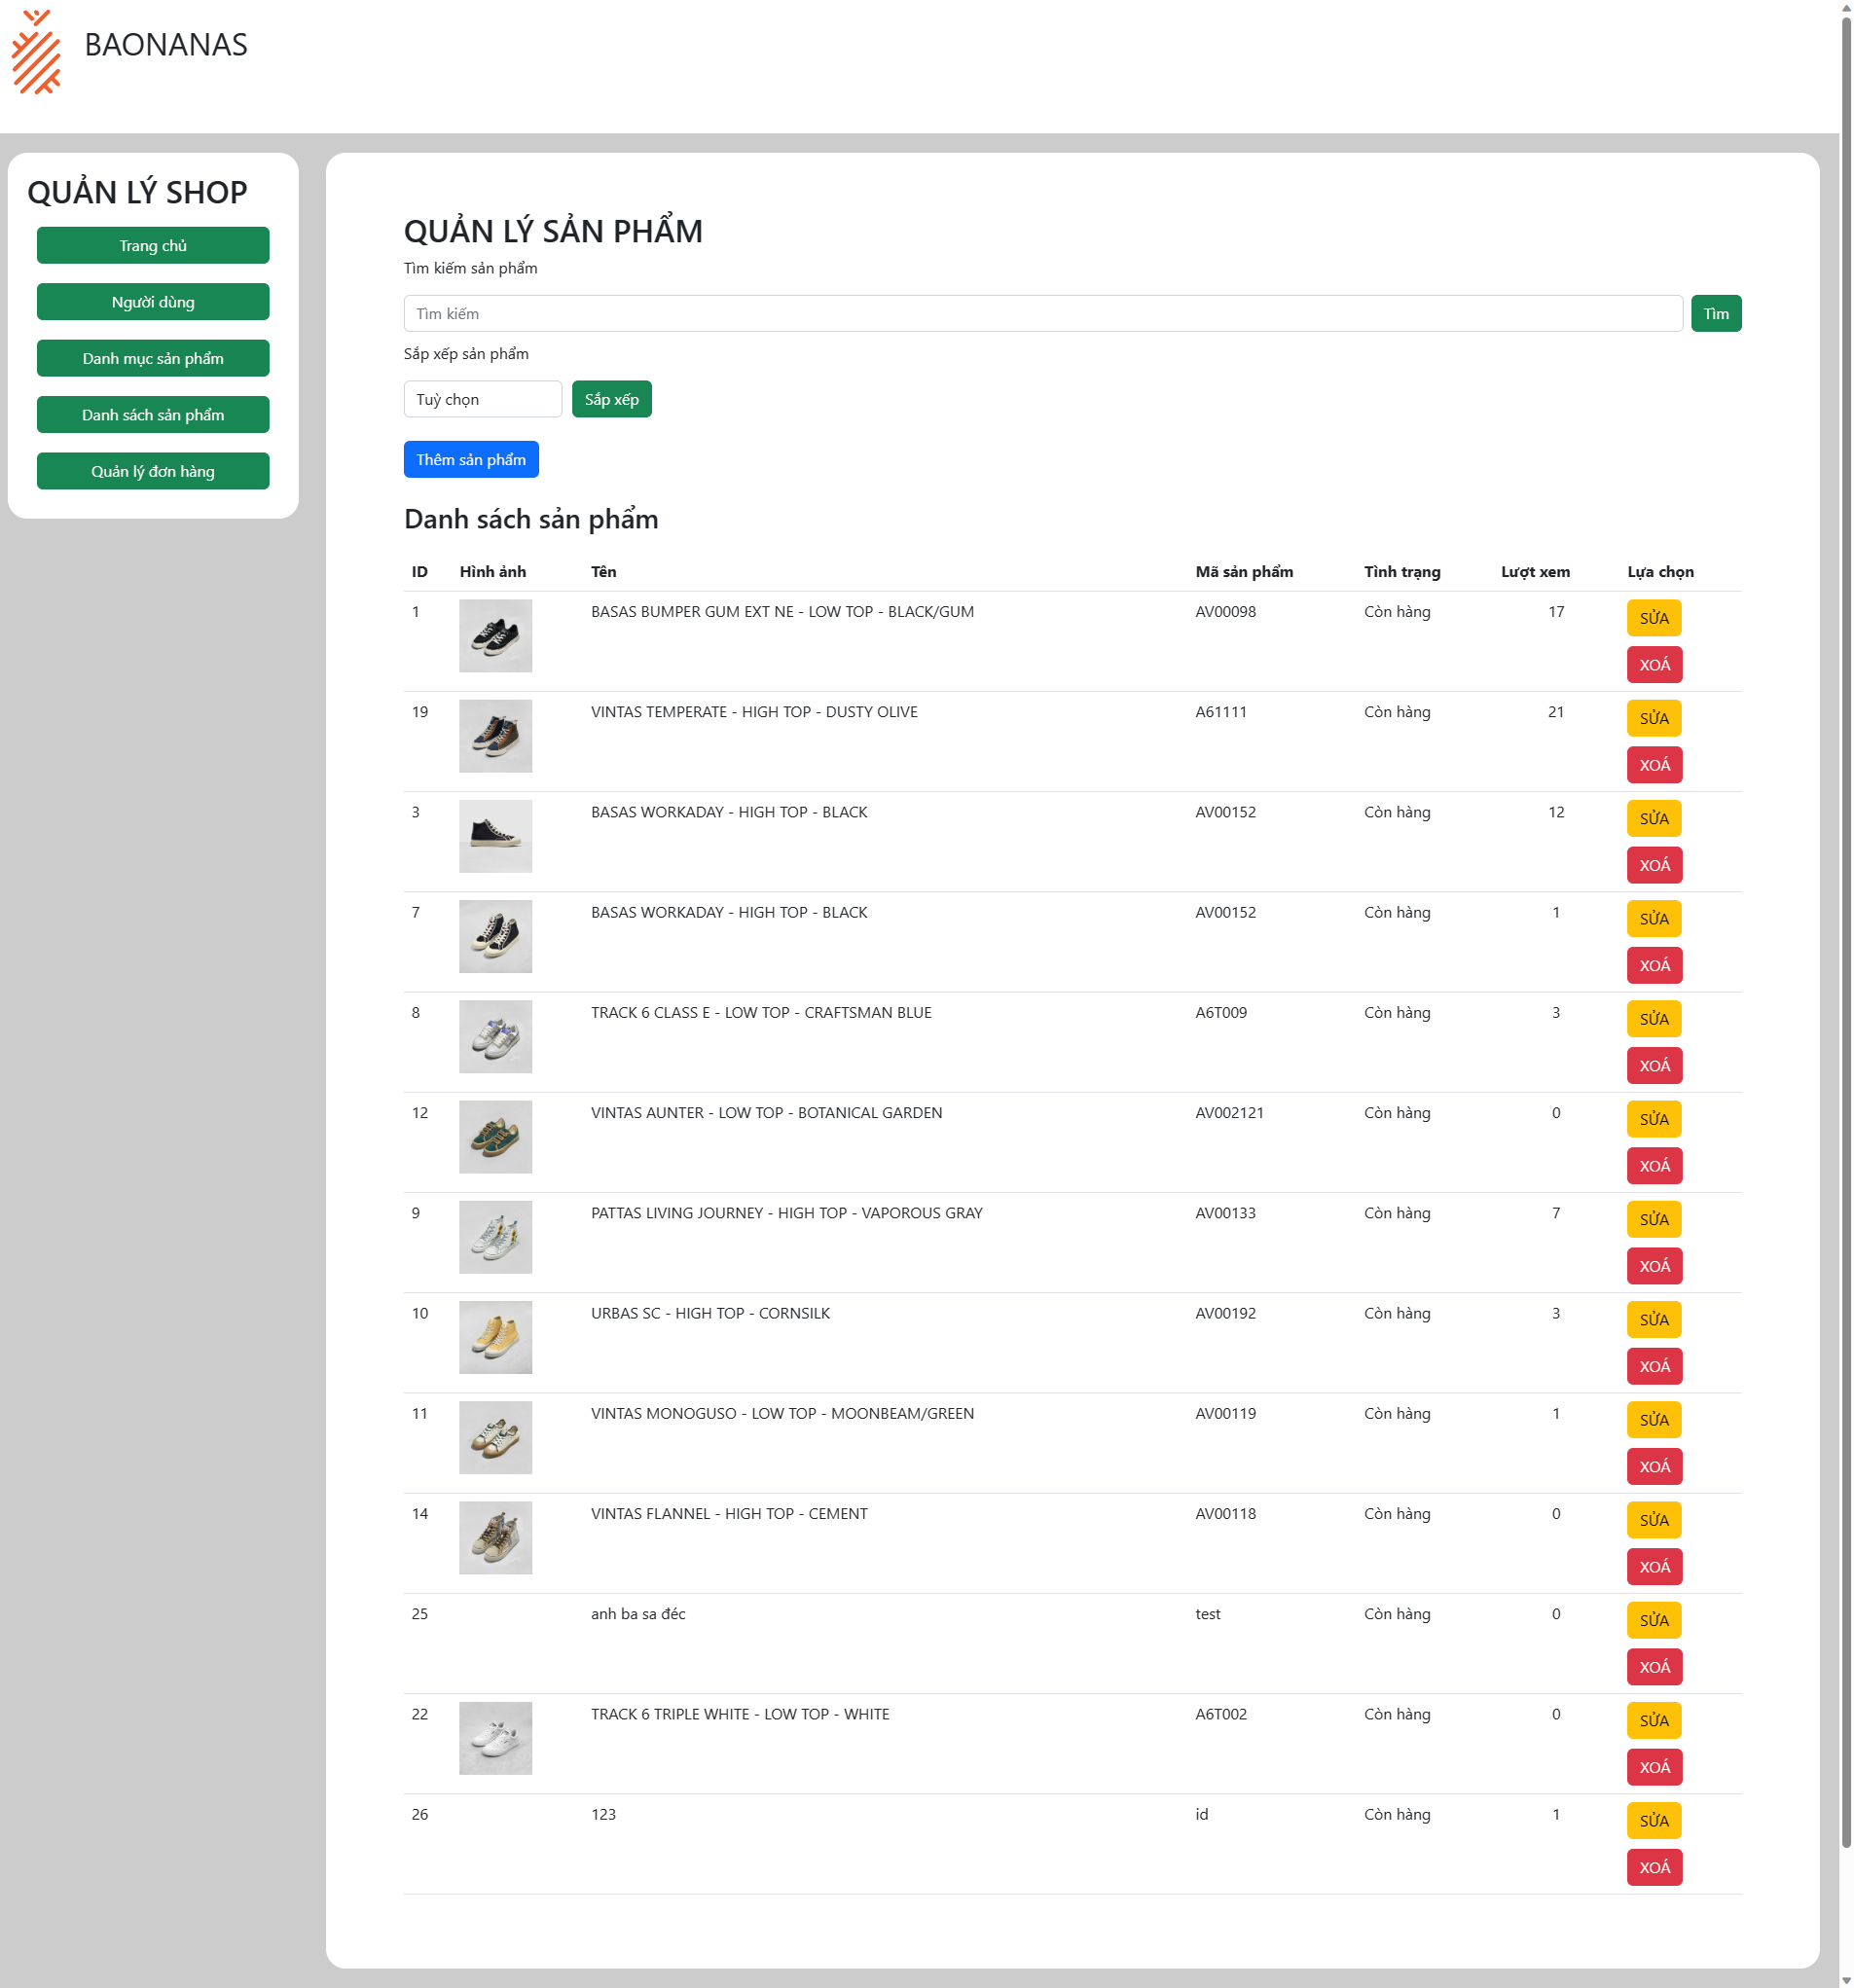 BAONANAS
QUẢN LÝ SHOP
Trang chủ
Người dùng
Danh mục sản phẩm
Danh sách sản phẩm
Quản lý đơn hàng
QUẢN LÝ SẢN PHẨM
Tìm kiếm sản phẩm
Tìm kiếm Tìm
Sắp xếp sản phẩm
Tuỳ chọn Sắp xếp
Thêm sản phẩm
Danh sách sản phẩm
ID Hình ảnh Tên Mã sản phẩm Tình trạng Lượt xem Lựa chọn
1 BASAS BUMPER GUM EXT NE - LOW TOP - BLACK/GUM AV00098 Còn hàng 17 SỬA
XOÁ
19 VINTAS TEMPERATE - HIGH TOP - DUSTY OLIVE A61111 Còn hàng 21 SỬA
XOÁ
3 BASAS WORKADAY - HIGH TOP - BLACK AV00152 Còn hàng 12 SỬA
XOÁ
7 BASAS WORKADAY - HIGH TOP - BLACK AV00152 Còn hàng 1 SỬA
XOÁ
8 TRACK 6 CLASS E - LOW TOP - CRAFTSMAN BLUE A6T009 Còn hàng 3 SỬA
XOÁ
12 VINTAS AUNTER - LOW TOP - BOTANICAL GARDEN AV002121 Còn hàng 0 SỬA
XOÁ
9 PATTAS LIVING JOURNEY - HIGH TOP - VAPOROUS GRAY AV00133 Còn hàng 7 SỬA
XOÁ
10 URBAS SC - HIGH TOP - CORNSILK AV00192 Còn hàng 3 SỬA
XOÁ
11 VINTAS MONOGUSO - LOW TOP - MOONBEAM/GREEN AV00119 Còn hàng 1 SỬA
XOÁ
14 VINTAS FLANNEL - HIGH TOP - CEMENT AV00118 Còn hàng 0 SỬA
XOÁ
25 anh ba sa đéc test Còn hàng 0 SỬA
XOÁ
22 TRACK 6 TRIPLE WHITE - LOW TOP - WHITE A6T002 Còn hàng 0 SỬA
XOÁ
26 123 id Còn hàng 1 SỬA
XOÁ